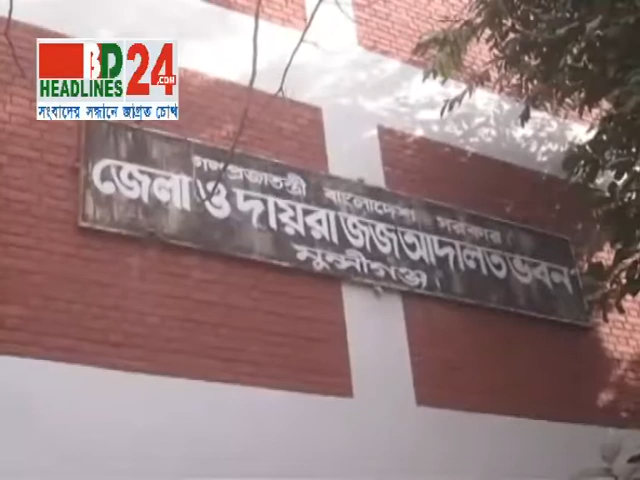 BD
HEADLINES24.COM
সংবাদের সন্ধানে জাগ্রত চোখ
গণপ্রজাতন্ত্রী বাংলাদেশ সরকার
জেলা ও দায়রা জজ আদালত ভবন
মুন্সীগঞ্জ